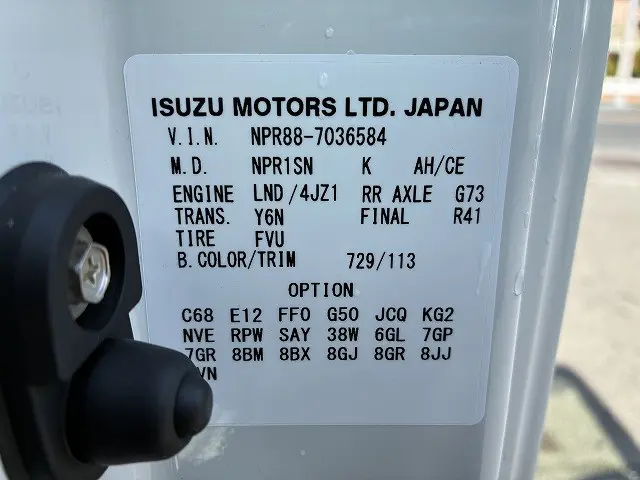 ISUZU MOTORS LTD. JAPAN
V.I.N. NPR88-7036584
M.D. NPR1SN K AH/CE
ENGINE LND/4JZ1 RR AXLE G73
TRANS. Y6N FINAL R41
TIRE FVU
B.COLOR/TRIM 729/113
OPTION
C68 E12 FF0 G50 JCQ KG2
NVE RPW SAY 38W 6GL 7GP
7GR 8BM 8BX 8GJ 8GR 8JJ